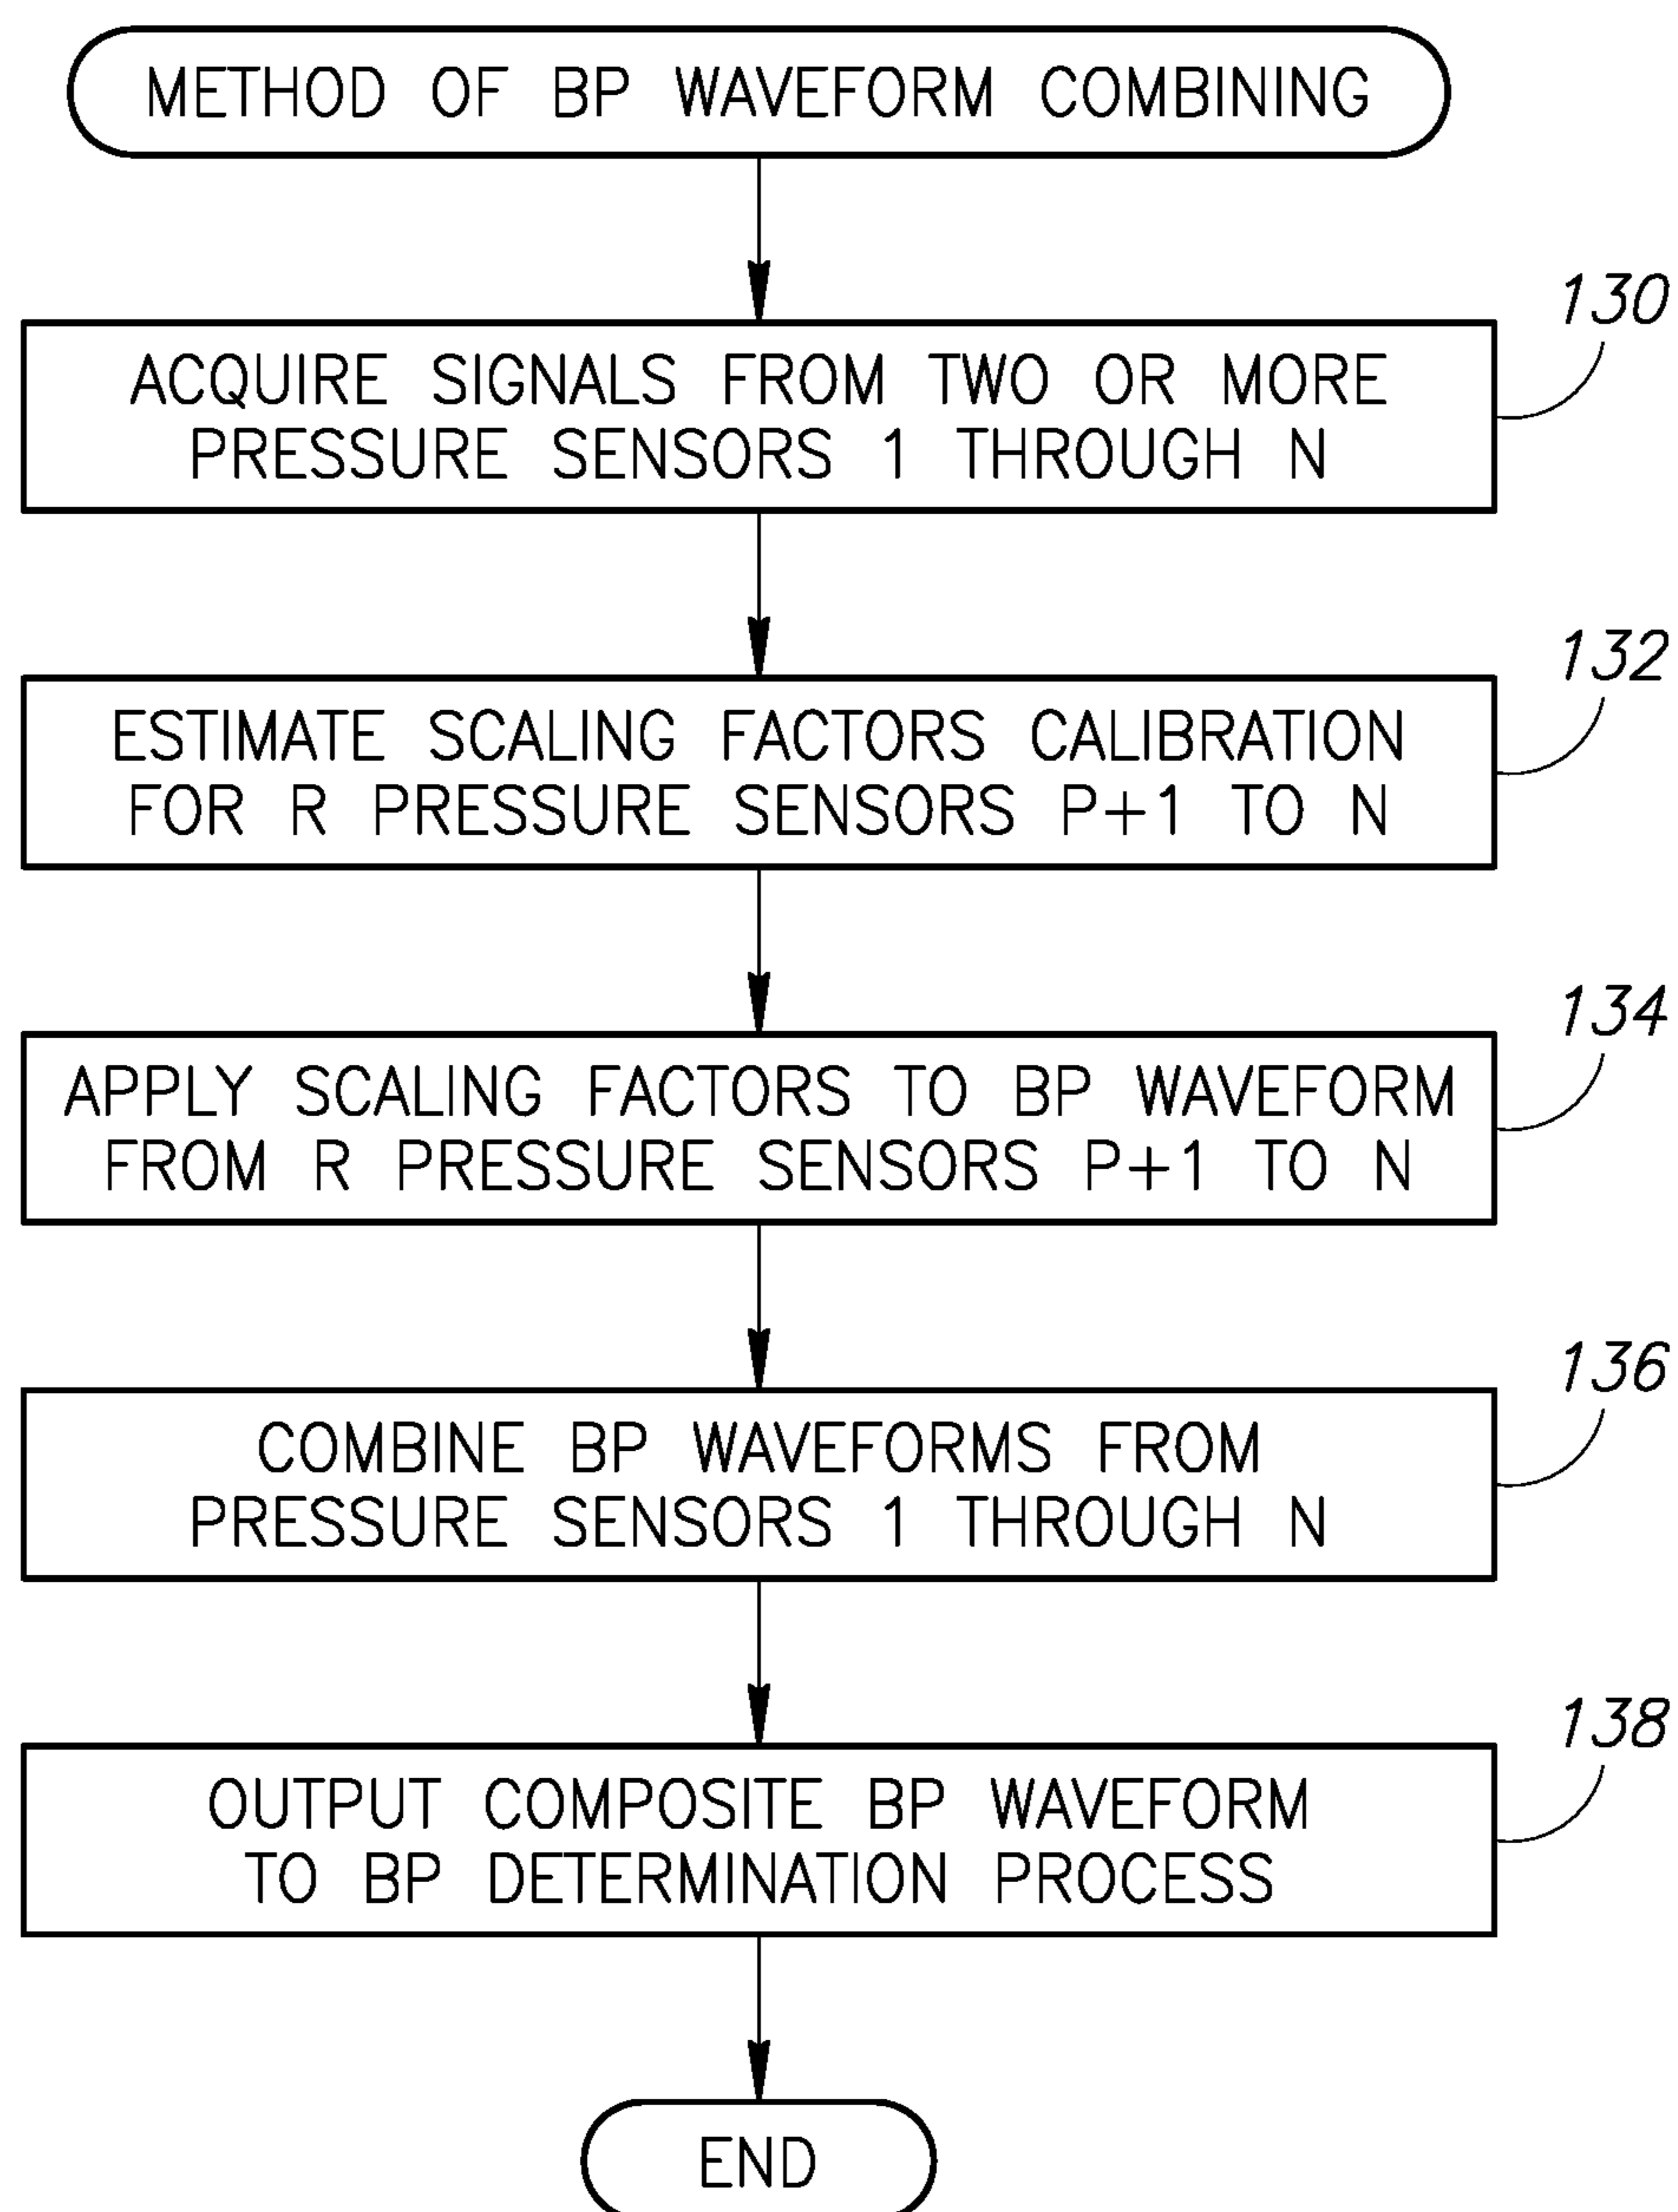 METHOD OF BP WAVEFORM COMBINING
130
ACQUIRE SIGNALS FROM TWO OR MORE
PRESSURE SENSORS 1 THROUGH N
132
ESTIMATE SCALING FACTORS CALIBRATION
FOR R PRESSURE SENSORS P+1 TO N
134
APPLY SCALING FACTORS TO BP WAVEFORM
FROM R PRESSURE SENSORS P+1 TO N
136
COMBINE BP WAVEFORMS FROM
PRESSURE SENSORS 1 THROUGH N
138
OUTPUT COMPOSITE BP WAVEFORM
TO BP DETERMINATION PROCESS
END